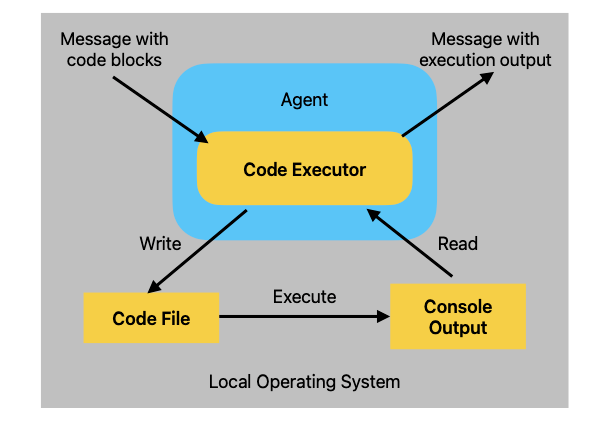 Message with
code blocks
Message with
execution output
Agent
Code Executor
Write
Read
Code File
Execute
Console
Output
Local Operating System